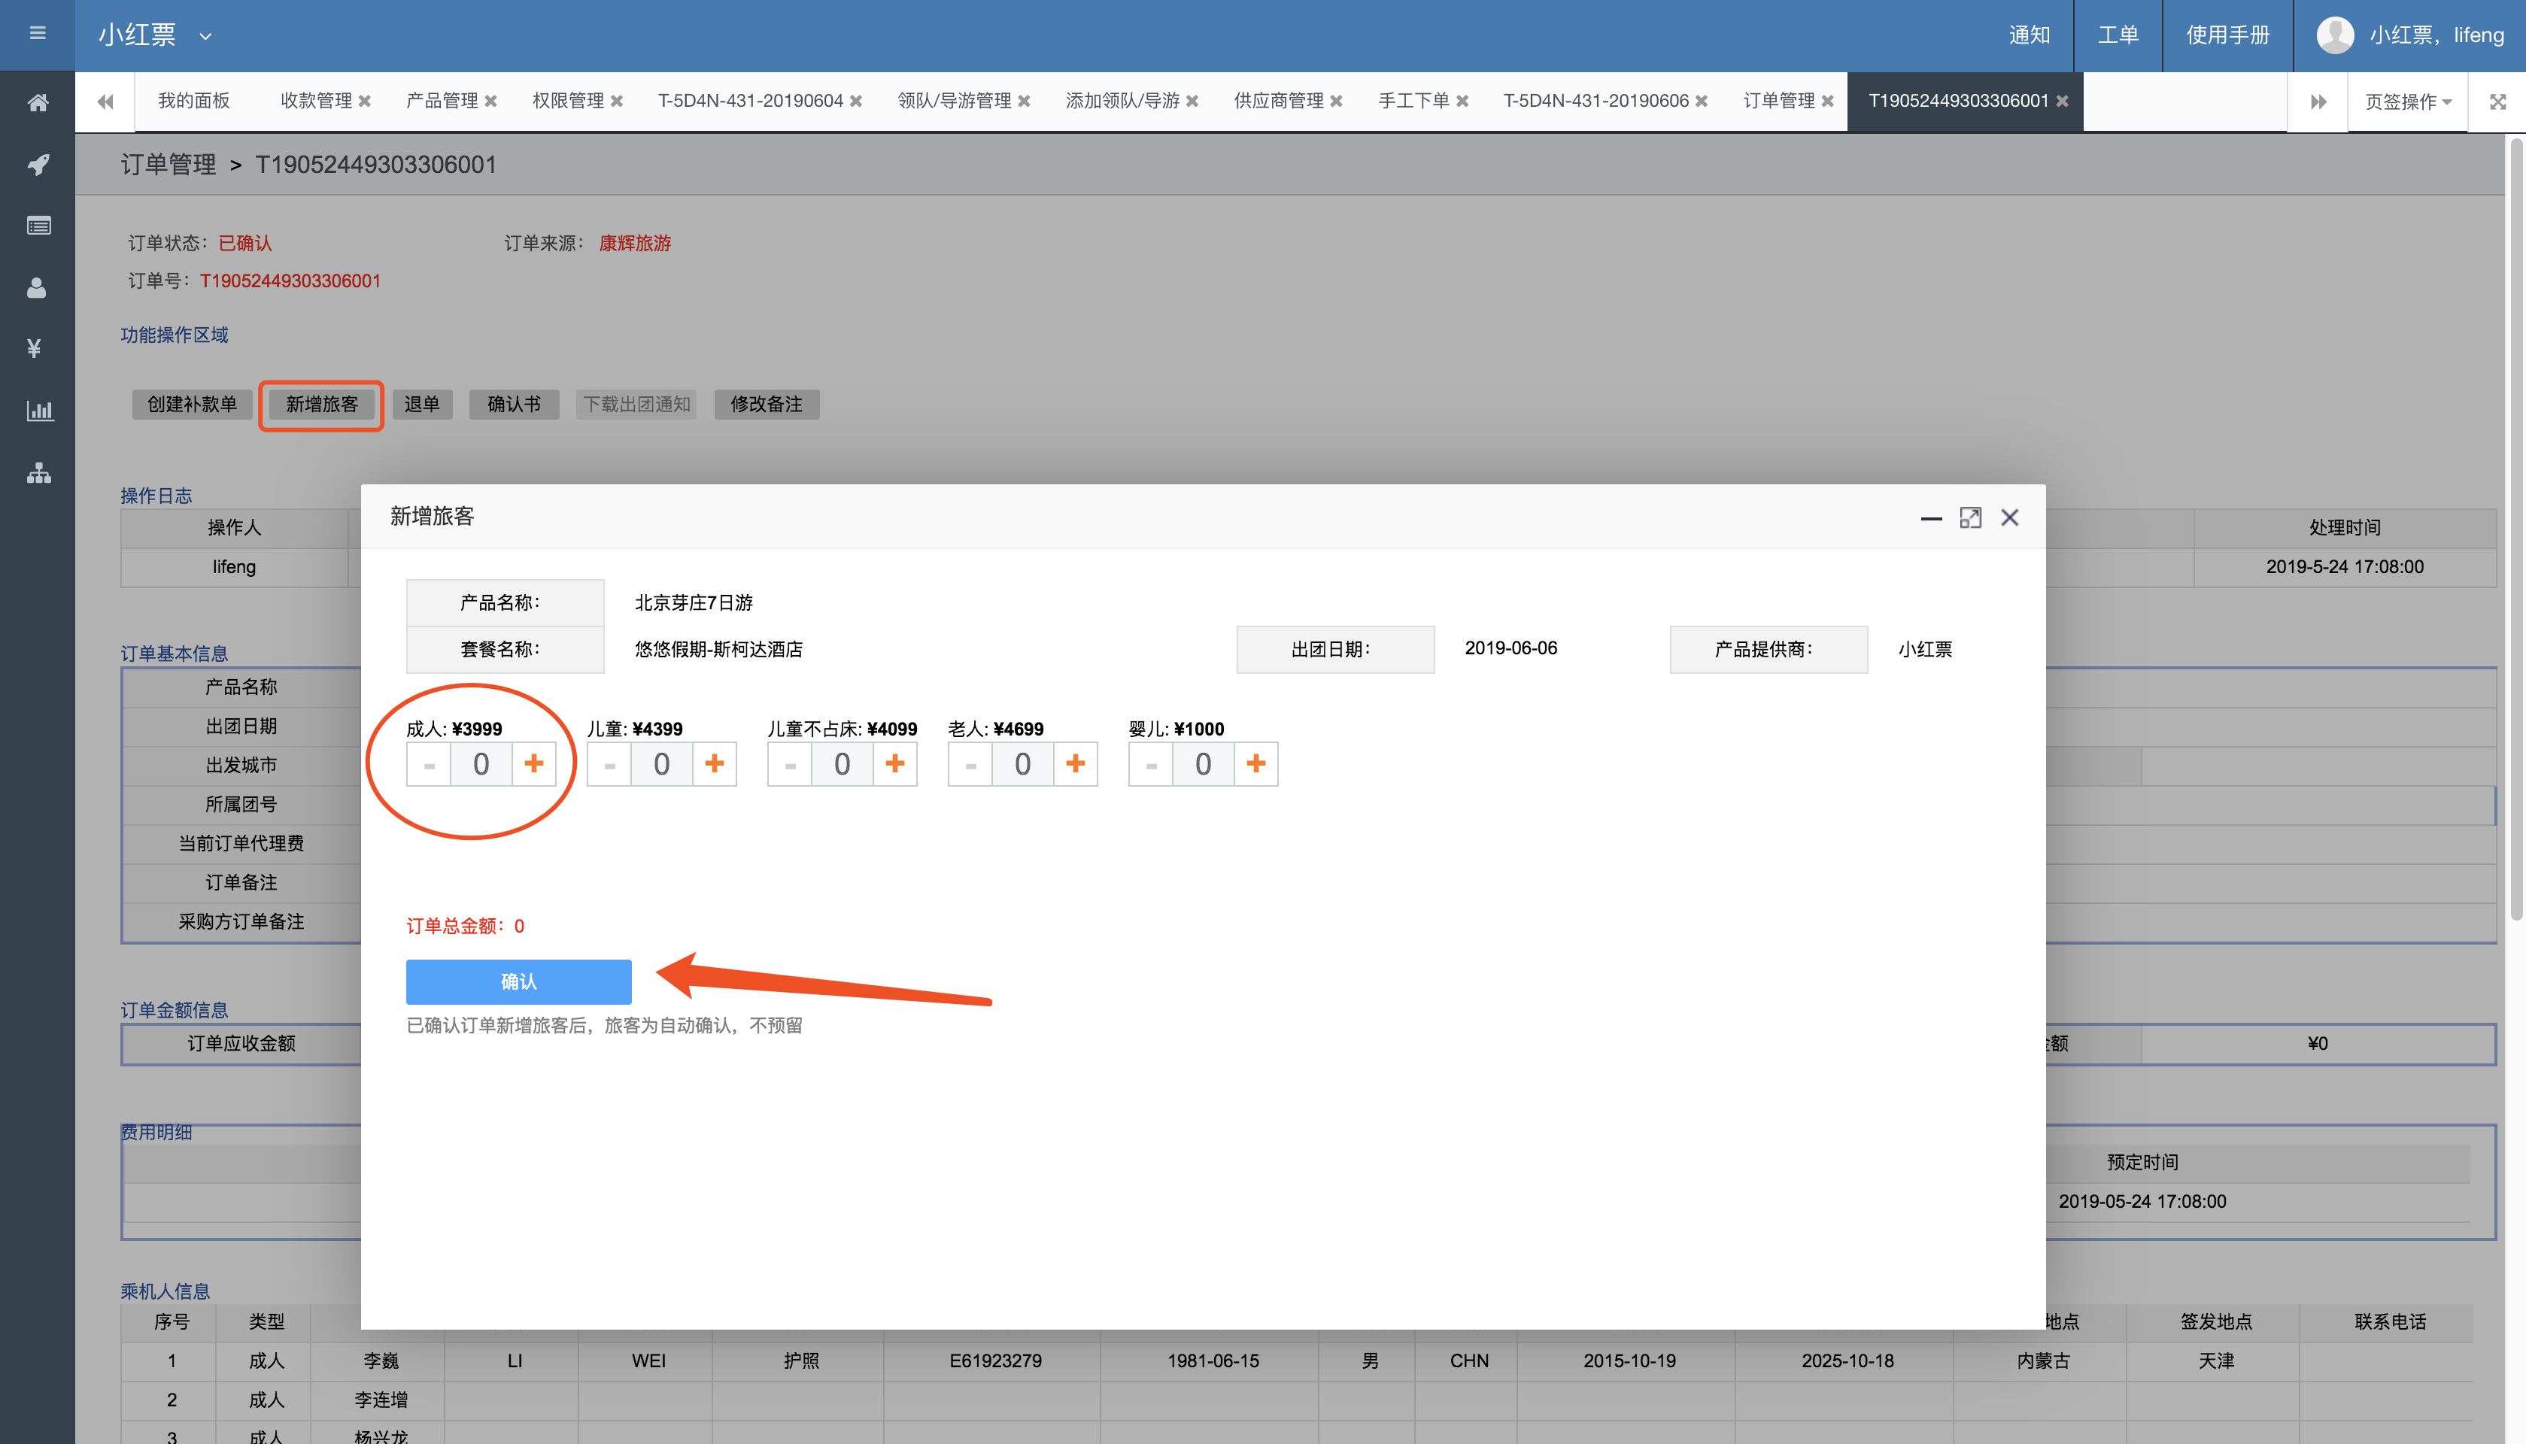 小红票
通知 工单 使用手册 小红票，lifeng
我的面板 收款管理 产品管理 权限管理 T-5D4N-431-20190604 领队/导游管理 添加领队/导游 供应商管理 手工下单 T-5D4N-431-20190606 订单管理 T19052449303306001 页签操作
订单管理 > T19052449303306001
订单状态：已确认 订单来源：康辉旅游
订单号：T19052449303306001
功能操作区域
创建补款单 新增旅客 退单 确认书 下载出团通知 修改备注
操作日志
操作人 处理时间
lifeng 2019-5-24 17:08:00
新增旅客
产品名称： 北京芽庄7日游
套餐名称： 悠悠假期-斯柯达酒店 出团日期： 2019-06-06 产品提供商： 小红票
成人: ¥3999 儿童: ¥4399 儿童不占床: ¥4099 老人: ¥4699 婴儿: ¥1000
- 0 + - 0 + - 0 + - 0 + - 0 +
订单总金额：0
确认
已确认订单新增旅客后，旅客为自动确认，不预留
订单基本信息
产品名称
出团日期
出发城市
所属团号
当前订单代理费
订单备注
采购方订单备注
订单金额信息
订单应收金额 额 ¥0
费用明细
预定时间
2019-05-24 17:08:00
乘机人信息
序号 类型 地点 签发地点 联系电话
1 成人 李巍 LI WEI 护照 E61923279 1981-06-15 男 CHN 2015-10-19 2025-10-18 内蒙古 天津
2 成人 李连增
3 成人 杨兴龙